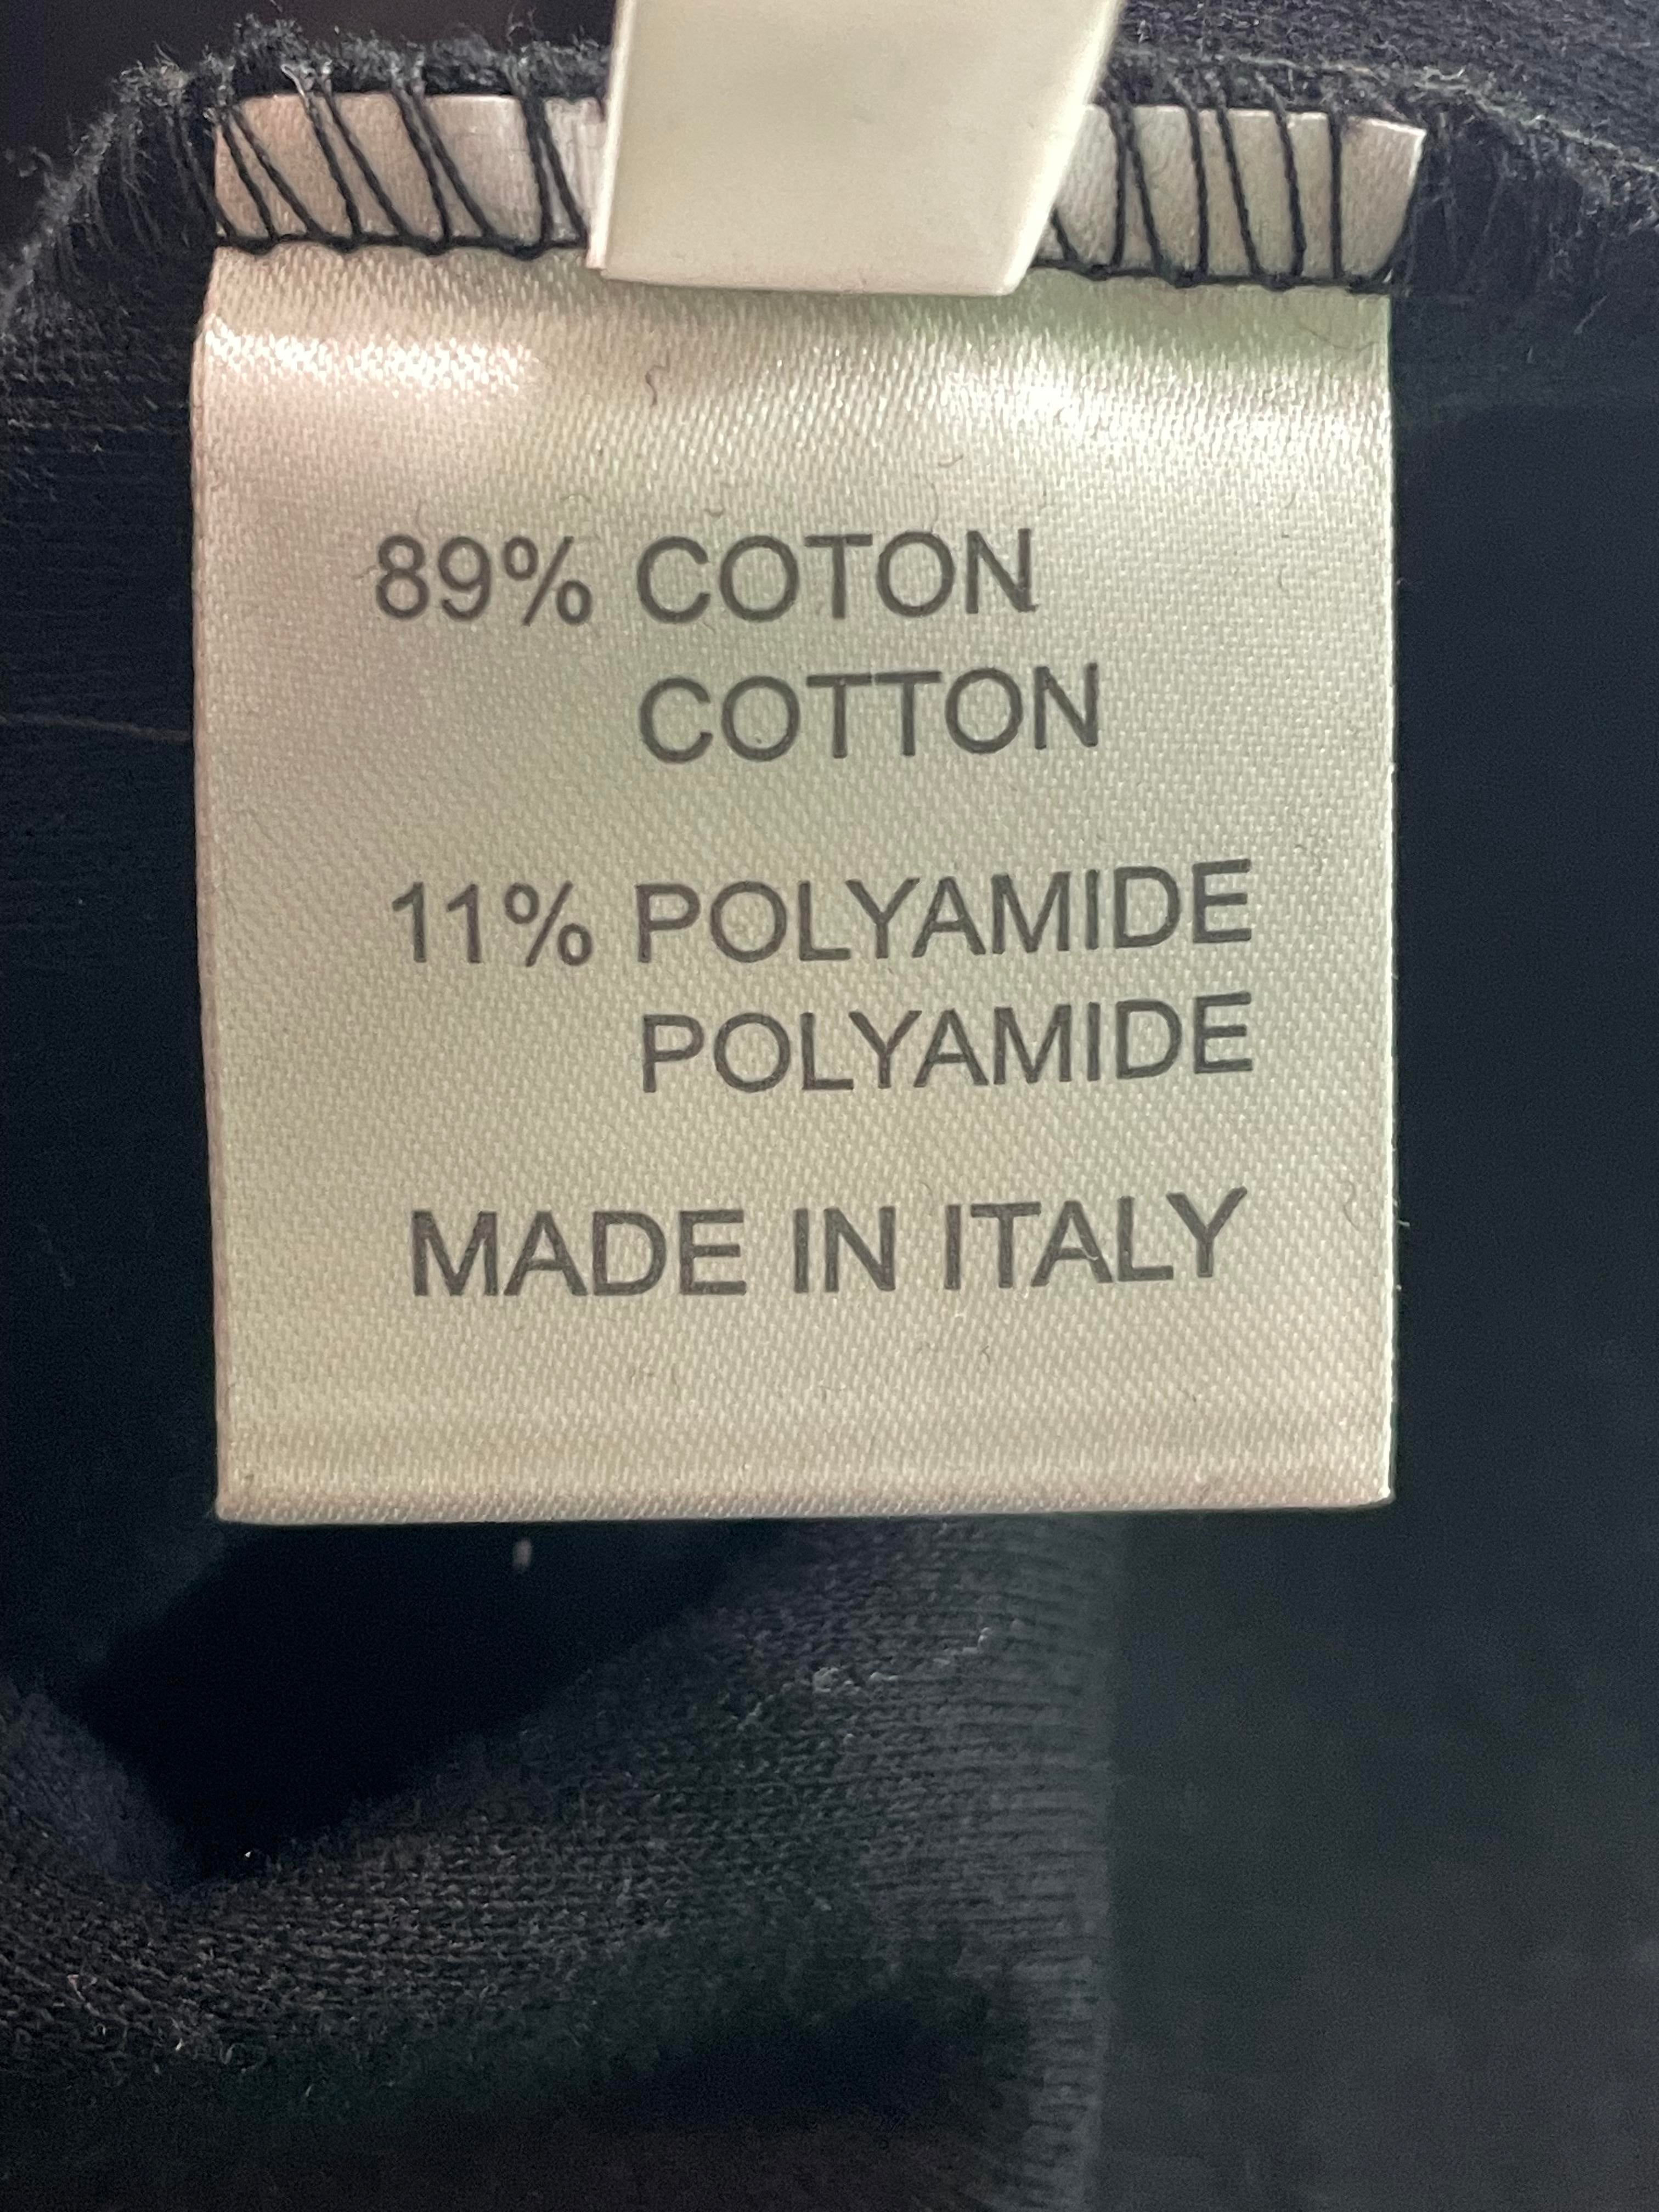 89% COTON
COTTON
11% POLYAMIDE
POLYAMIDE
MADE IN ITALY